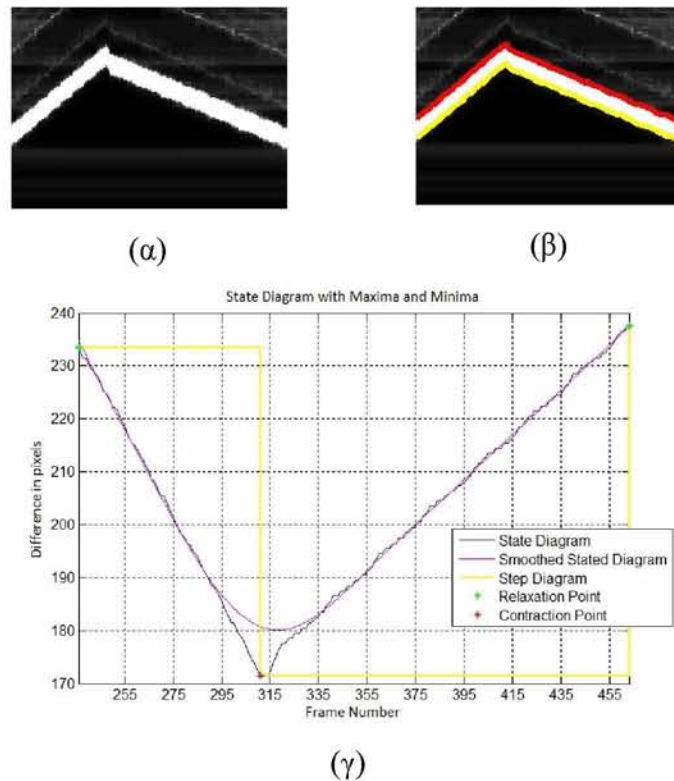 (α)
(β)
State Diagram with Maxima and Minima
Difference in pixels
240
230
220
210
200
190
180
170
255 275 295 315 335 355 375 395 415 435 455
Frame Number
State Diagram
Smoothed Stated Diagram
Step Diagram
Relaxation Point
Contraction Point
(γ)